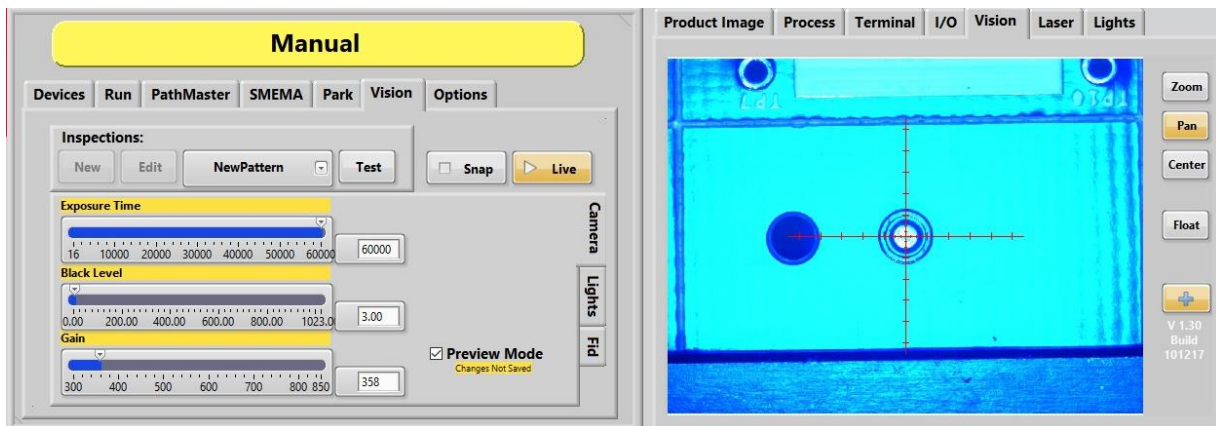 Manual
Devices Run PathMaster SMEMA Park Vision Options
Inspections:
New Edit NewPattern Test Snap Live
Exposure Time
16 10000 20000 30000 40000 50000 60000
60000
Black Level
0.00 200.00 400.00 600.00 800.00 1023.0
3.00
Gain
300 400 500 600 700 800 850
358
Preview Mode
Changes Not Saved
Camera
Lights
Fid
Product Image Process Terminal I/O Vision Laser Lights
Zoom
Pan
Center
Float
V 1.30
Build
101217